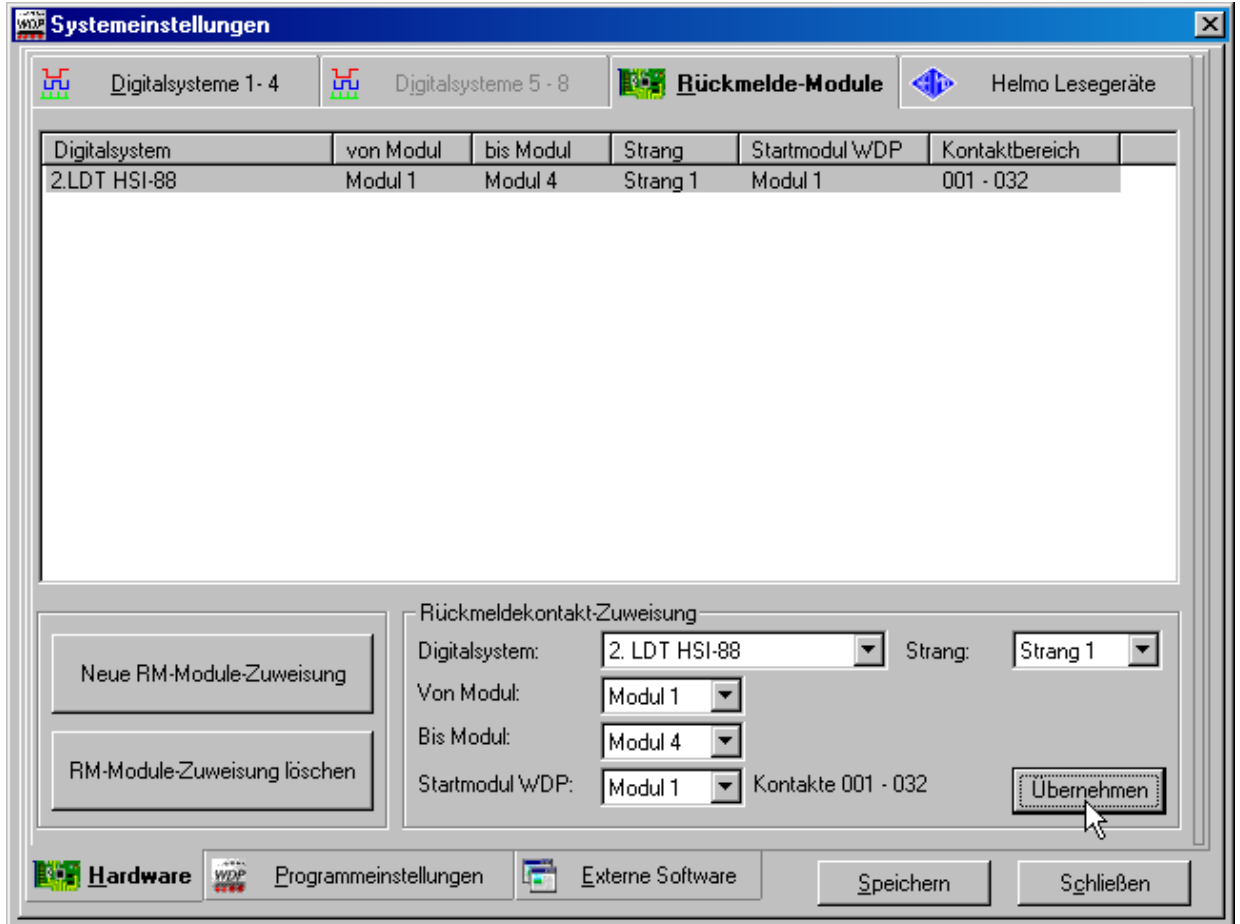 WDP Systemeinstellungen
Digitalsysteme 1- 4 Digitalsysteme 5 - 8 Rückmelde-Module Helmo Lesegeräte
Digitalsystem von Modul bis Modul Strang Startmodul WDP Kontaktbereich
2.LDT HSI-88 Modul 1 Modul 4 Strang 1 Modul 1 001 - 032
Rückmeldekontakt-Zuweisung
Neue RM-Module-Zuweisung
RM-Module-Zuweisung löschen
Digitalsystem: 2. LDT HSI-88 Strang: Strang 1
Von Modul: Modul 1
Bis Modul: Modul 4
Startmodul WDP: Modul 1 Kontakte 001 - 032
Übernehmen
Hardware WDP Programmeinstellungen Externe Software
Speichern Schließen